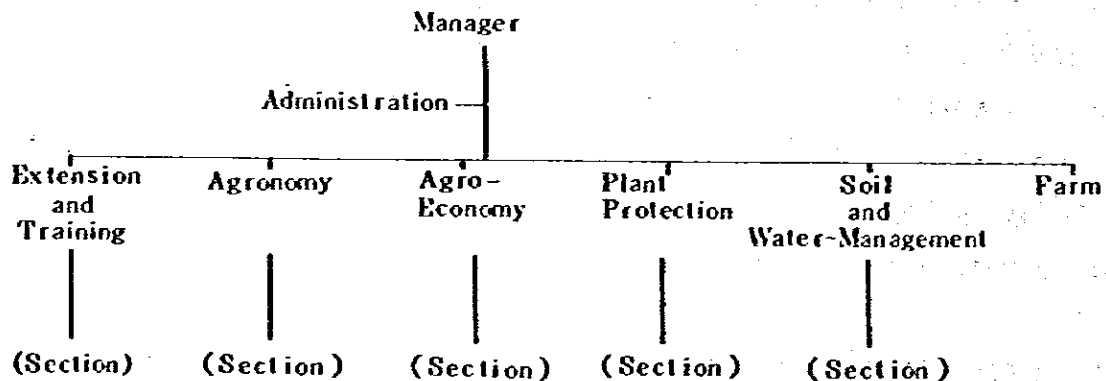 Manager
Administration
Extension and Training
Agronomy
Agro-Economy
Plant Protection
Soil and Water-Management
Farm
(Section) (Section) (Section) (Section) (Section)